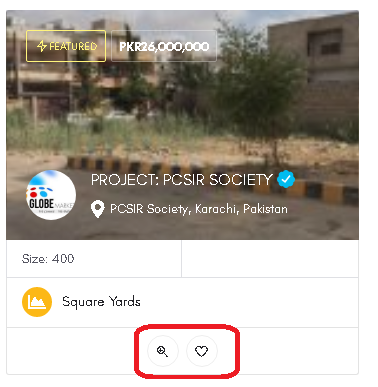 FEATURED
PKR26,000,000
PROJECT: PCSIR SOCIETY
GLOBE
PCSIR Society, Karachi, Pakistan
Size: 400
Square Yards